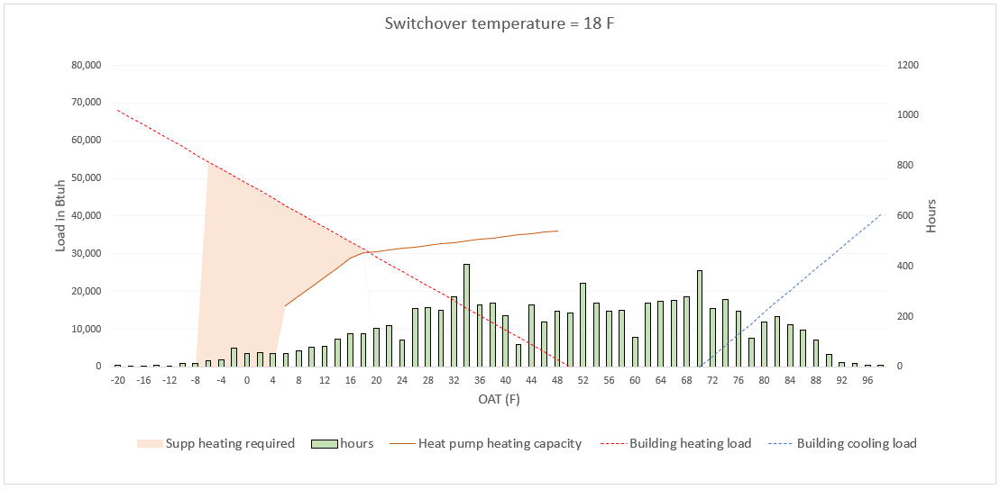 Switchover temperature = 18 F
80,000
70,000
60,000
50,000
40,000
30,000
20,000
10,000
0
Load in Btuh
1200
1000
800
600
400
200
0
Hours
-20 -16 -12 -8 -4 0 4 8 12 16 20 24 28 32 36 40 44 48 52 56 60 64 68 72 76 80 84 88 92 96
OAT (F)
Supp heating required hours Heat pump heating capacity Building heating load Building cooling load